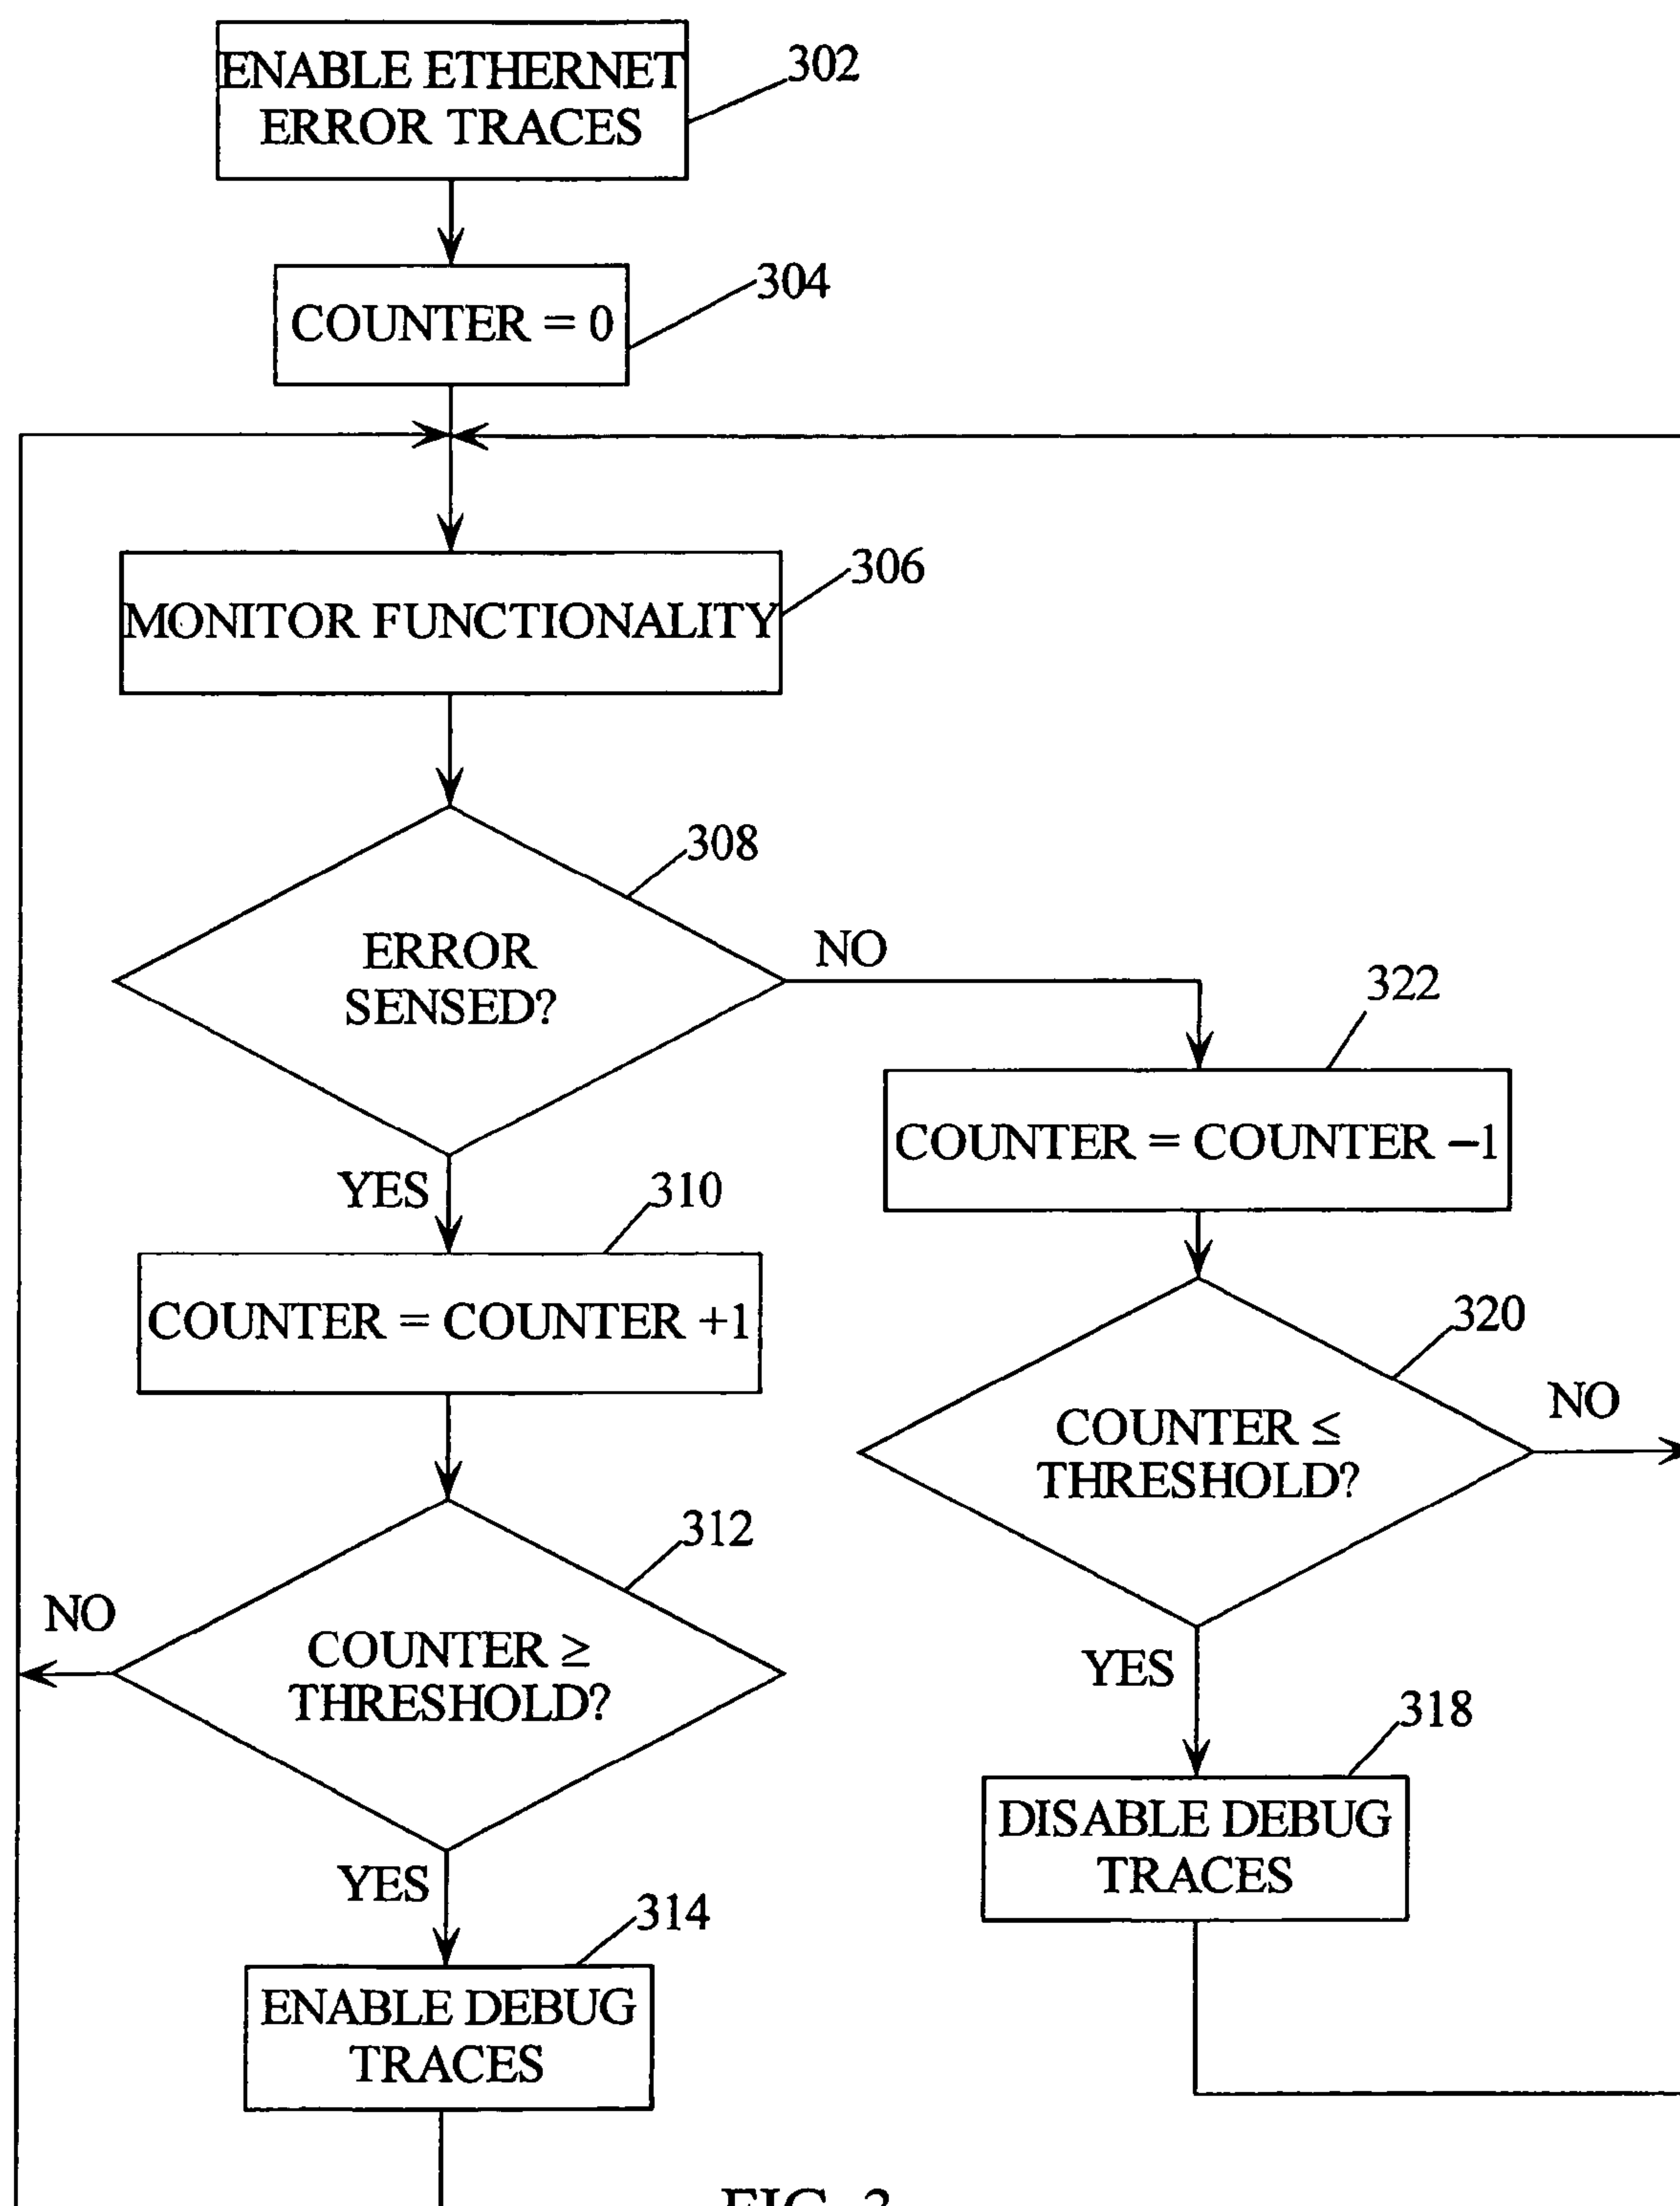 ENABLE ETHERNET
ERROR TRACES
302
COUNTER = 0
304
MONITOR FUNCTIONALITY
306
ERROR
SENSED?
308
NO
YES
COUNTER = COUNTER +1
310
COUNTER ≥
THRESHOLD?
312
NO
YES
ENABLE DEBUG
TRACES
314
COUNTER = COUNTER –1
322
COUNTER ≤
THRESHOLD?
320
NO
YES
DISABLE DEBUG
TRACES
318
FIG. 3